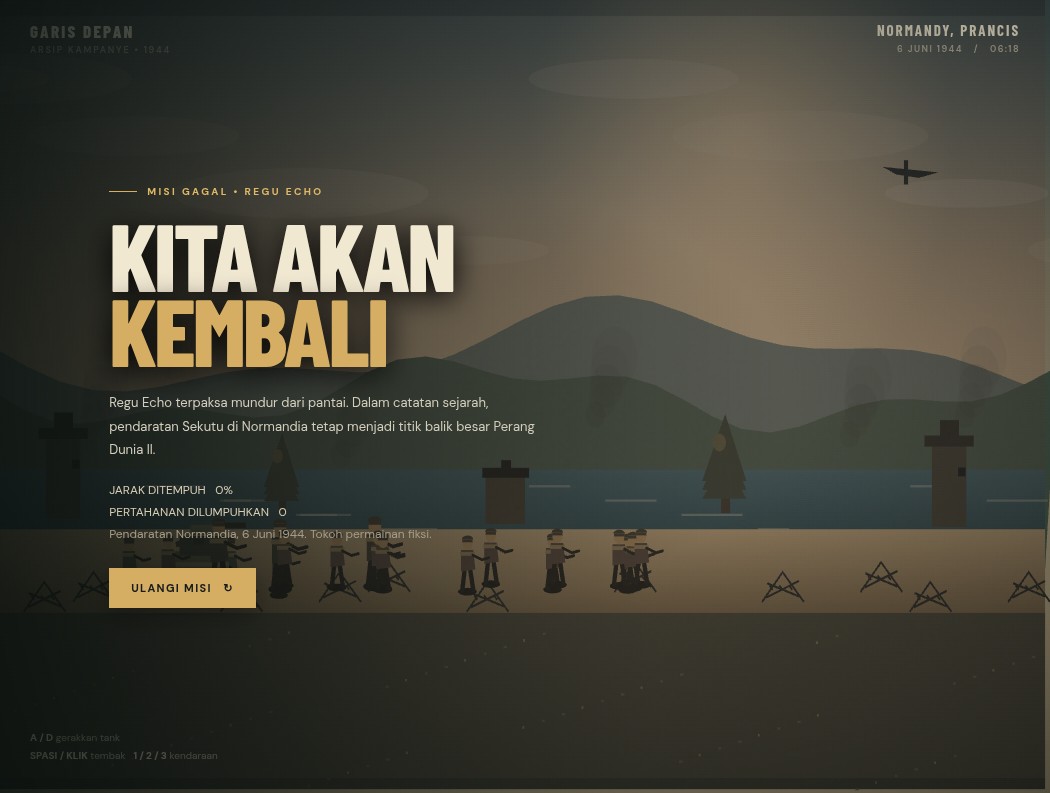 GARIS DEPAN
ARSIP KAMPANYE • 1944
NORMANDY, PRANCIS
6 JUNI 1944 / 06:18
MISI GAGAL • REGU ECHO
KITA AKAN
KEMBALI
Regu Echo terpaksa mundur dari pantai. Dalam catatan sejarah,
pendaratan Sekutu di Normandia tetap menjadi titik balik besar Perang
Dunia II.
JARAK DITEMPUH 0%
PERTAHANAN DILUMPUHKAN 0
Pendaratan Normandia, 6 Juni 1944. Tokoh permainan fiksi.
ULANGI MISI ↻
A / D gerakkan tank
SPASI / KLIK tembak 1 / 2 / 3 kendaraan